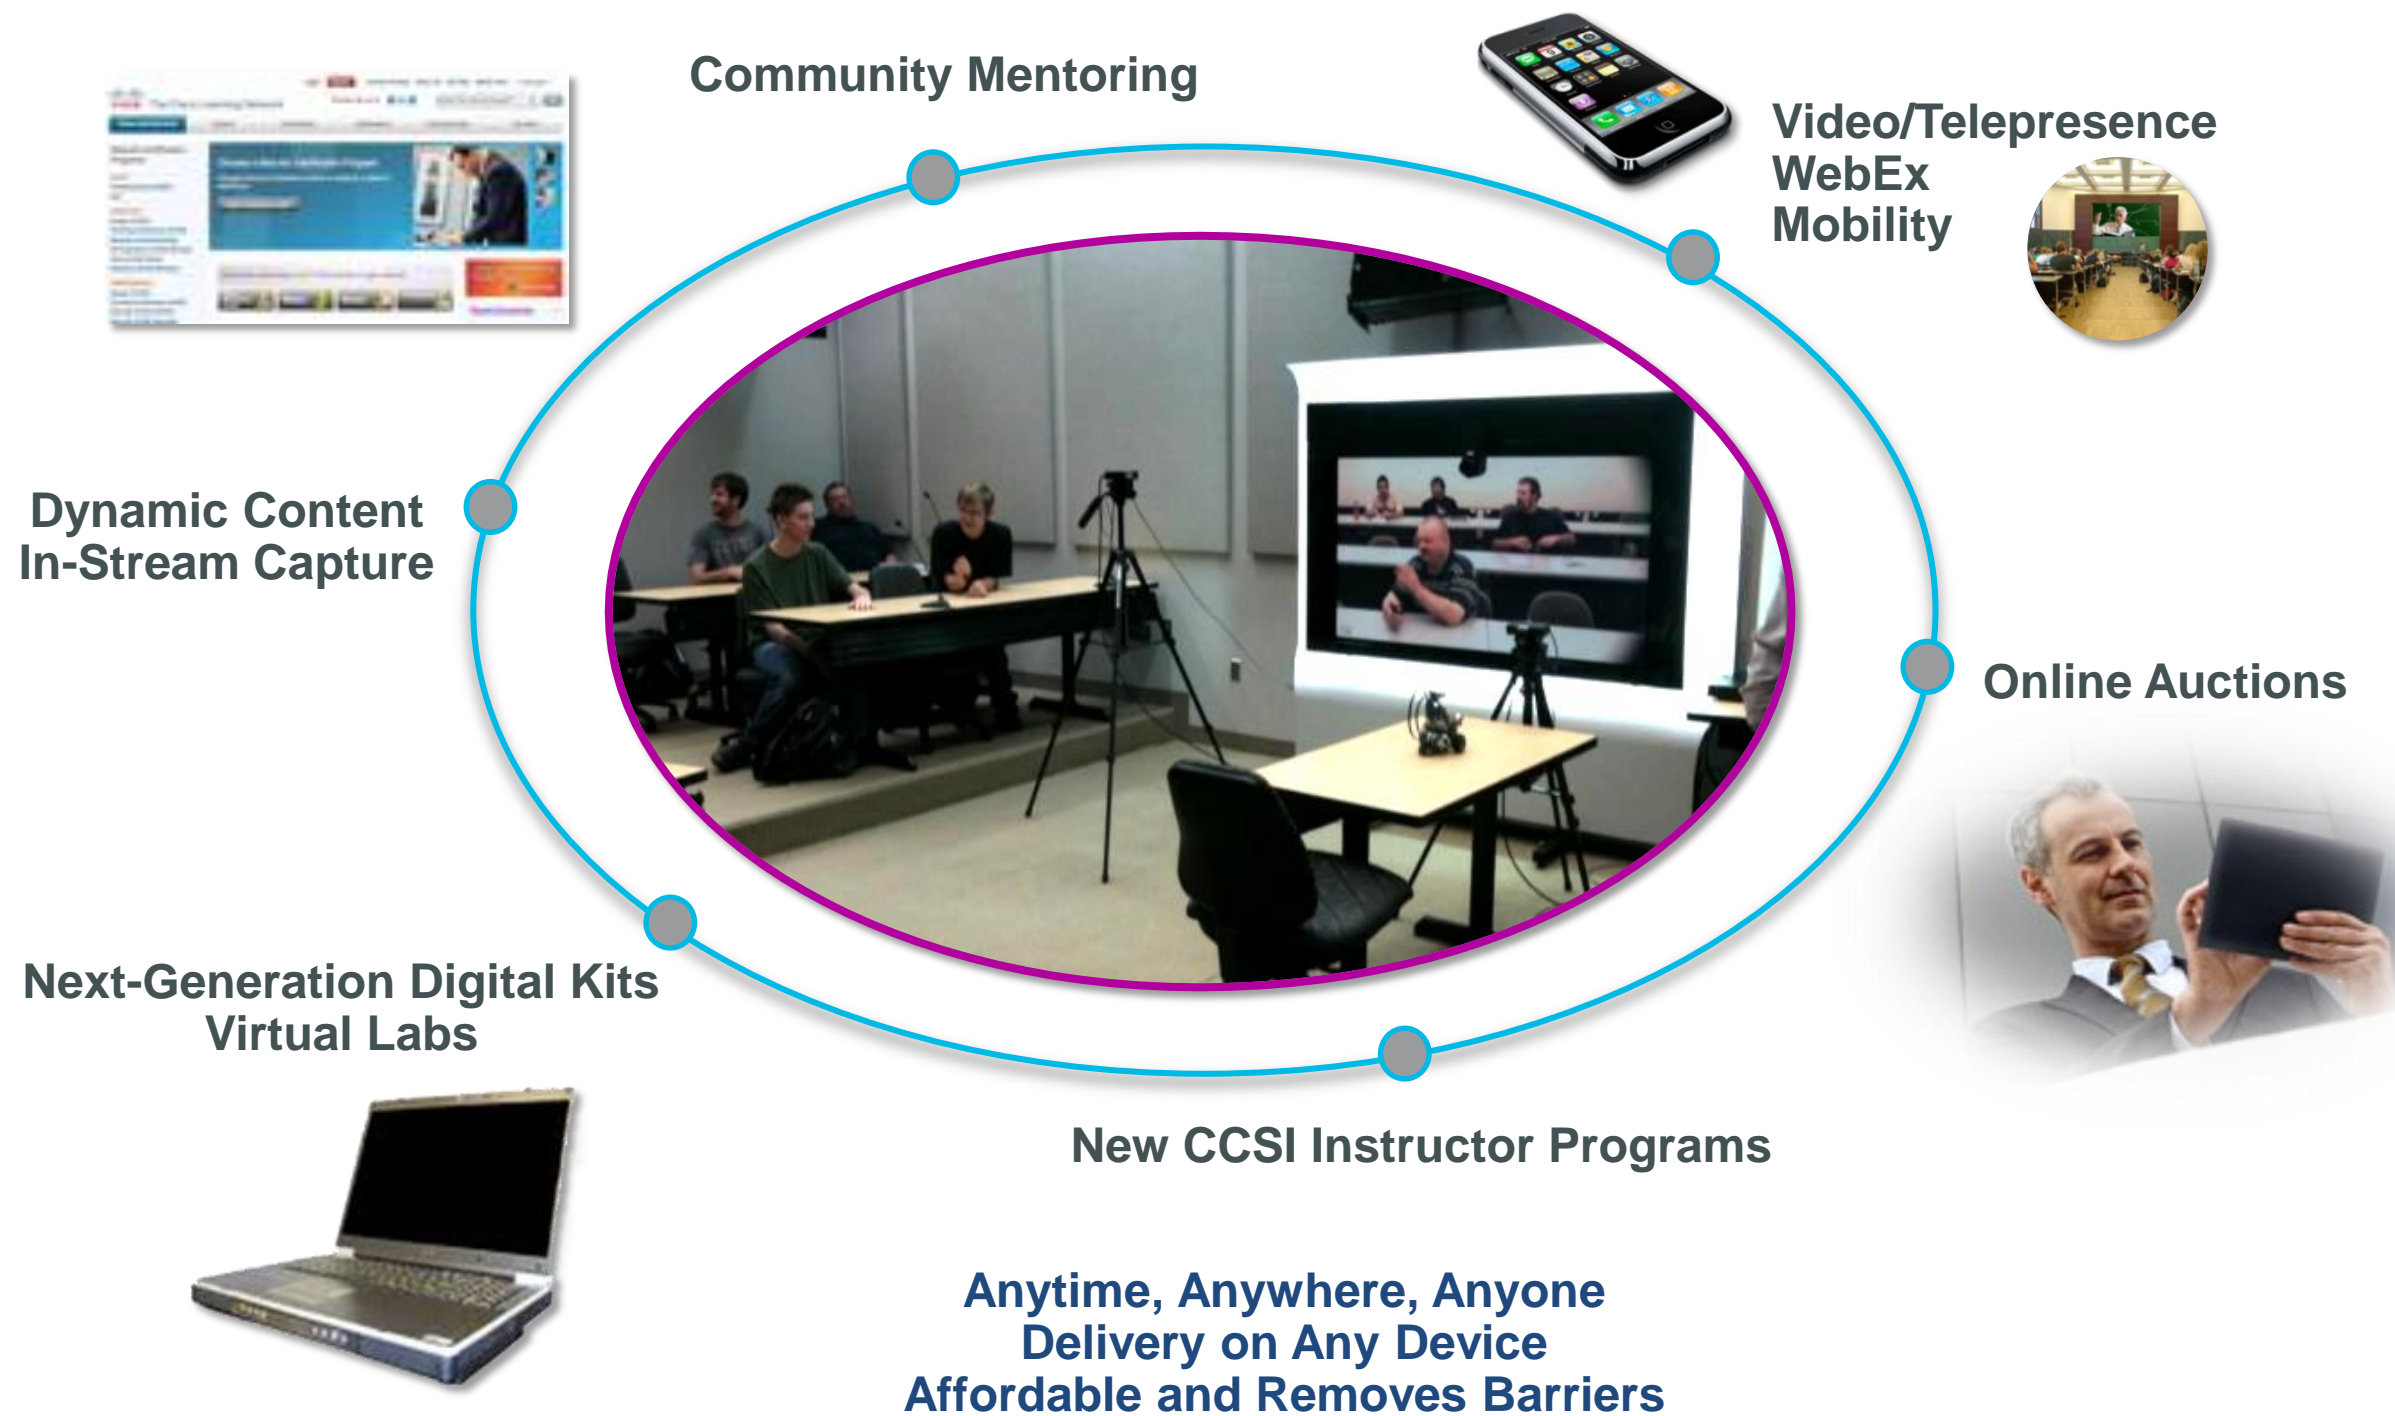 Community Mentoring
Video/Telepresence
WebEx
Mobility
Dynamic Content
In-Stream Capture
Online Auctions
Next-Generation Digital Kits
Virtual Labs
New CCSI Instructor Programs
Anytime, Anywhere, Anyone
Delivery on Any Device
Affordable and Removes Barriers